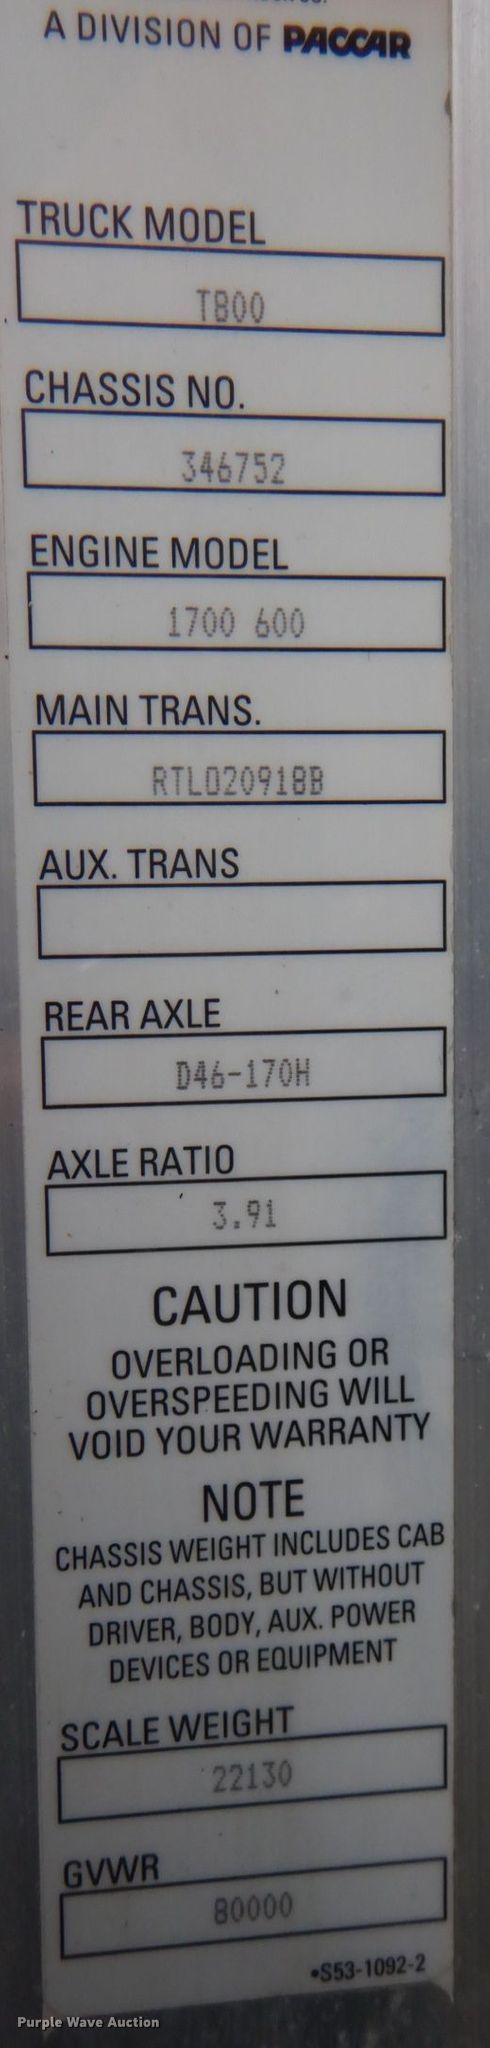 A DIVISION OF PACCAR
TRUCK MODEL
T800
CHASSIS NO.
346752
ENGINE MODEL
1700 600
MAIN TRANS.
RTLO20918B
AUX. TRANS
REAR AXLE
D46-170H
AXLE RATIO
3.91
CAUTION
OVERLOADING OR
OVERSPEEDING WILL
VOID YOUR WARRANTY
NOTE
CHASSIS WEIGHT INCLUDES CAB
AND CHASSIS, BUT WITHOUT
DRIVER, BODY, AUX. POWER
DEVICES OR EQUIPMENT
SCALE WEIGHT
22130
GVWR
80000
•S53-1092-2
Purple Wave Auction